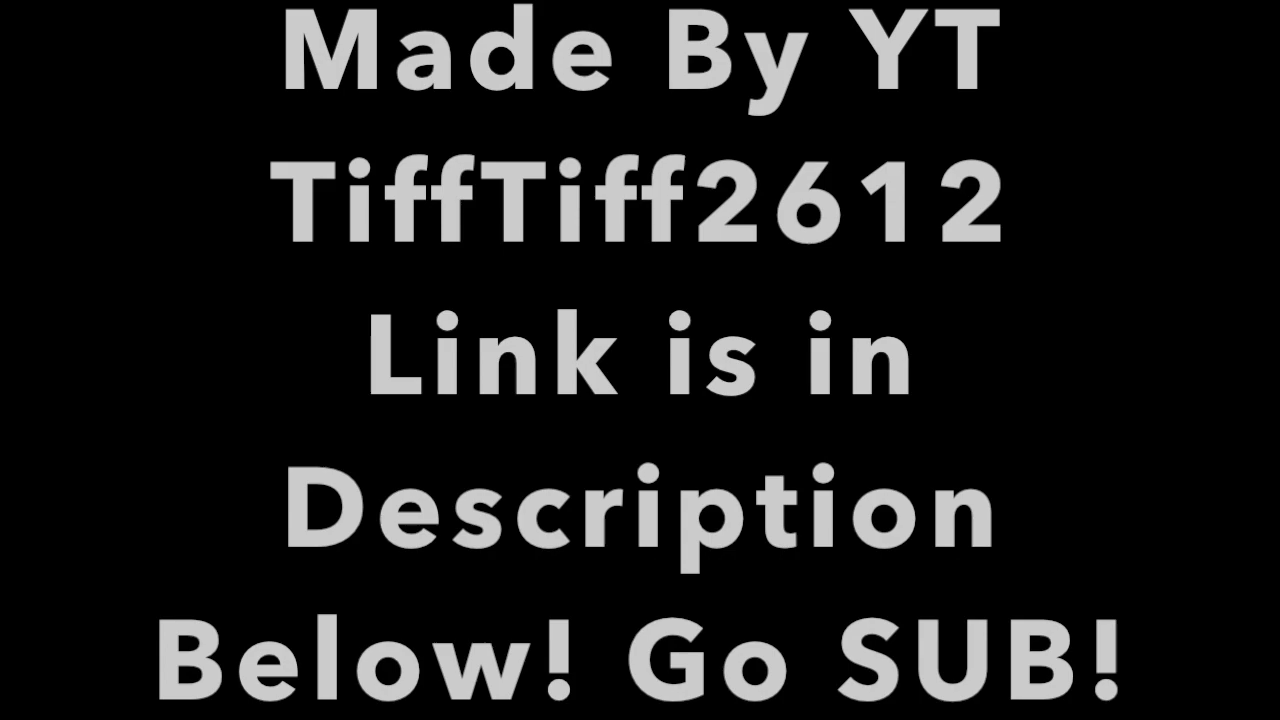 Made By YT
TiffTiff2612
Link is in
Description
Below! Go SUB!